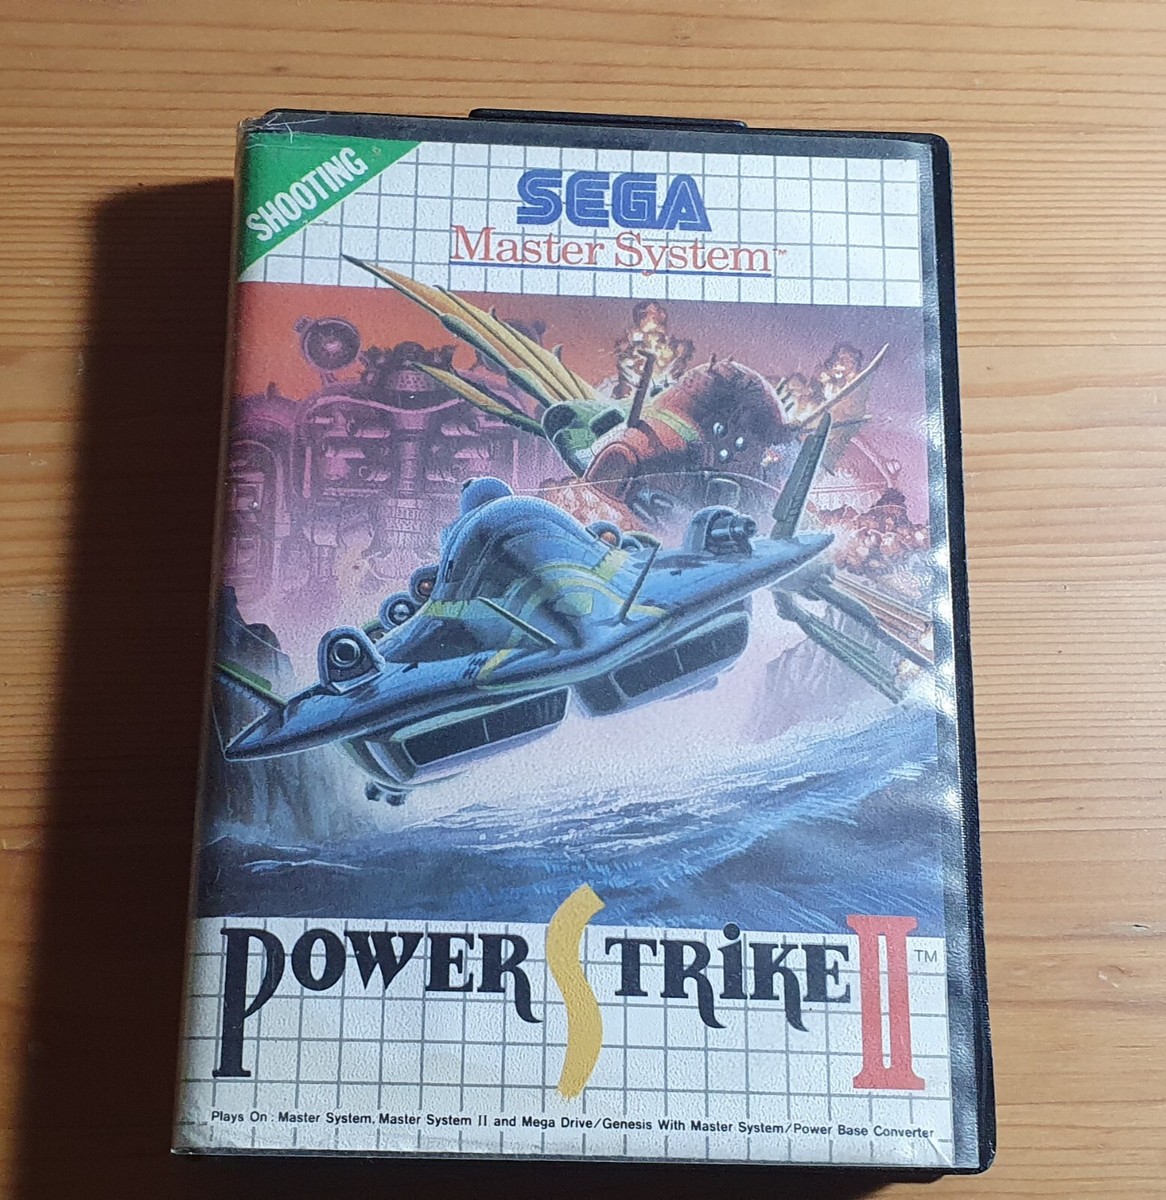 SHOOTING
SEGA
Master System™
POWER STRiKE II™
Plays On : Master System, Master System II and Mega Drive/Genesis With Master System/Power Base Converter